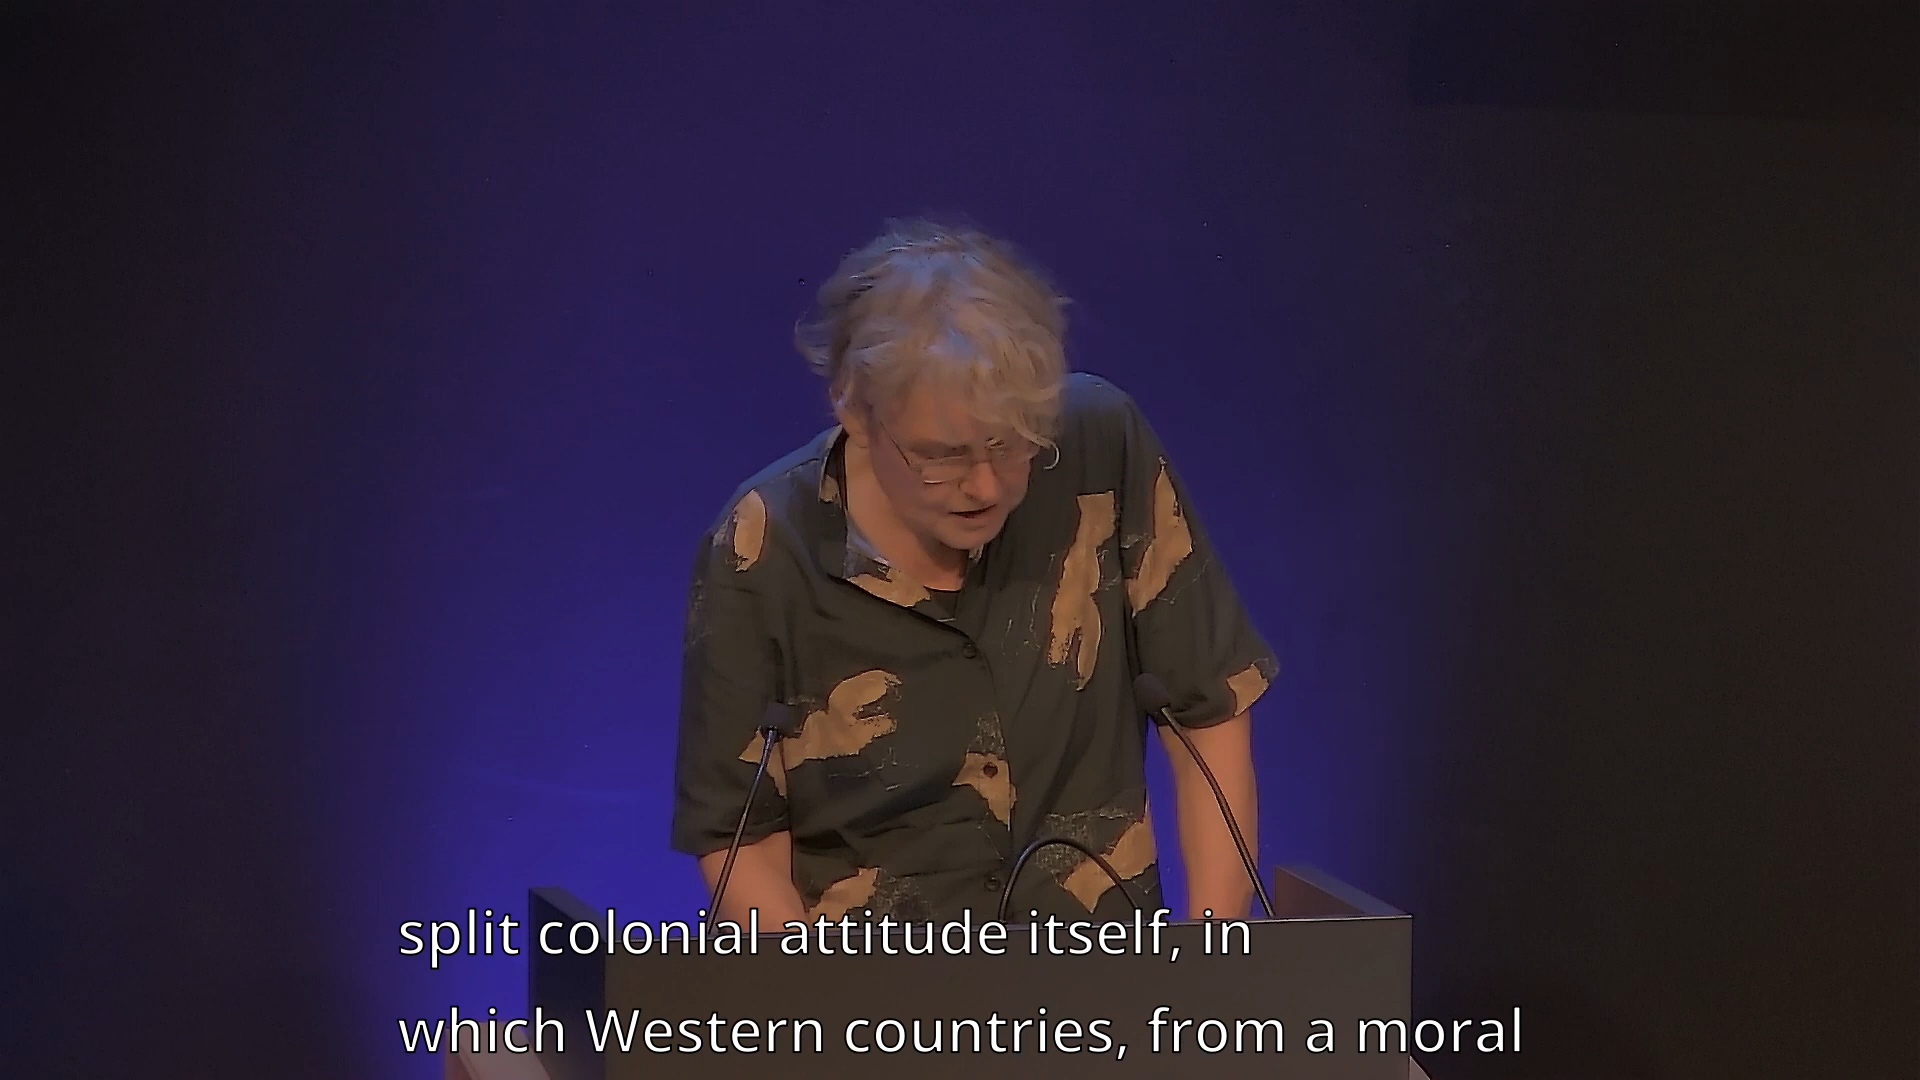 split colonial attitude itself, in
which Western countries, from a moral